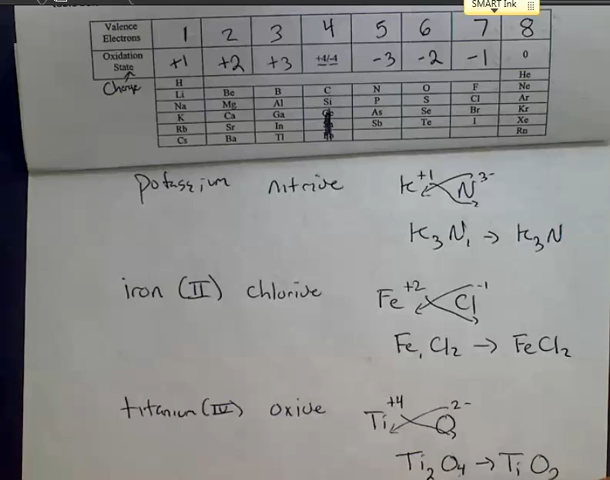 SMART Ink
Valence Electrons 1 2 3 4 5 6 7 8
Oxidation State +1 +2 +3 +4/-4 -3 -2 -1 0
Charge
H He
Li Be B C N O F Ne
Na Mg Al Si P S Cl Ar
K Ca Ga As Se Br Kr
Rb Sr In Sb Te I Xe
Cs Ba Tl Rn
potassium nitride K+1 N3-
K3N1 → K3N
iron (II) chloride Fe+2 Cl-1
Fe1Cl2 → FeCl2
titanium (IV) oxide Ti+4 O2-
Ti2O4 → TiO2